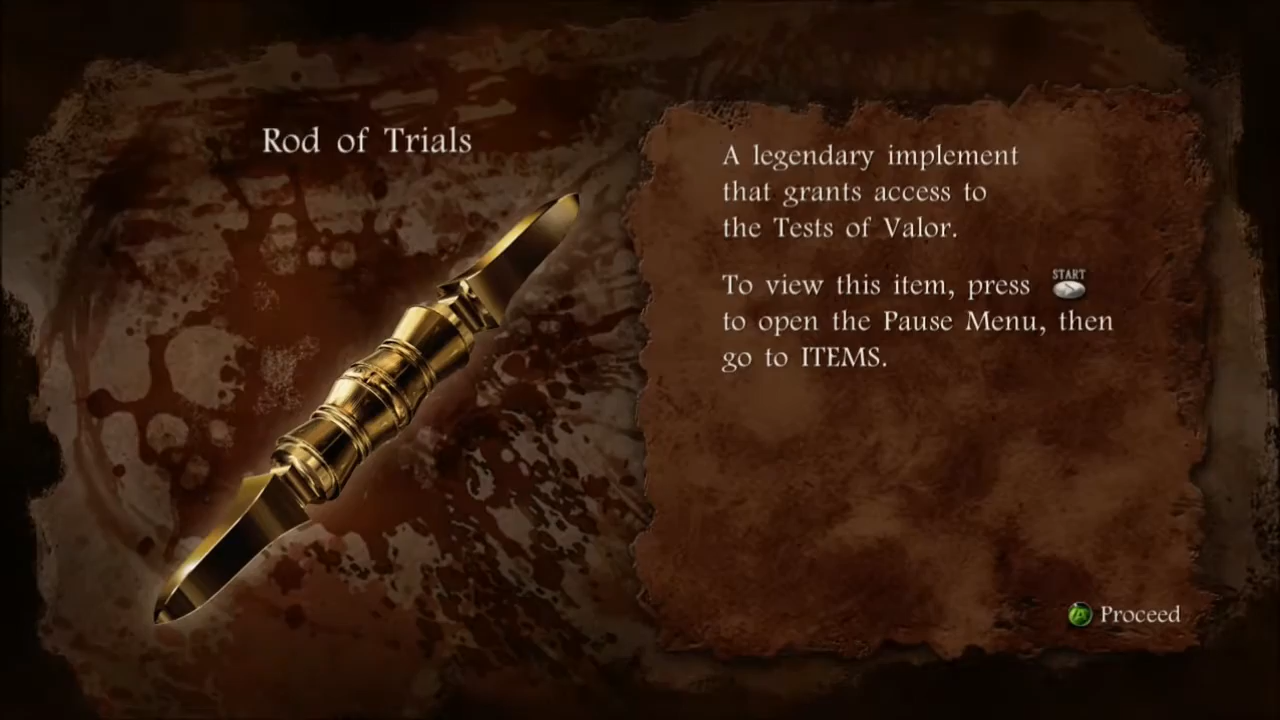 Rod of Trials
A legendary implement
that grants access to
the Tests of Valor.
To view this item, press START
to open the Pause Menu, then
go to ITEMS.
A Proceed